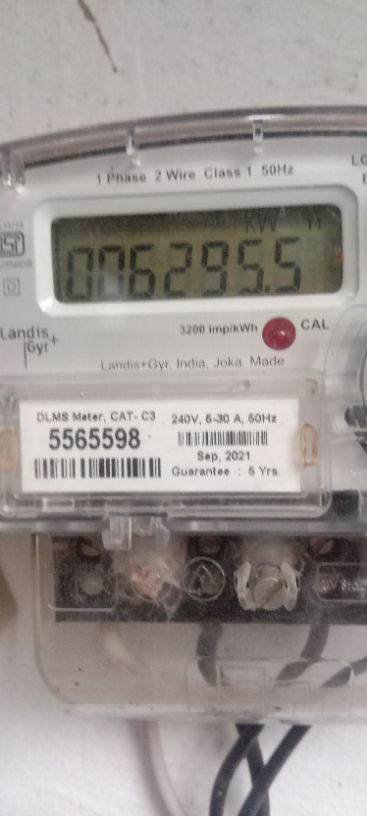 1 Phase 2 Wire Class 1 50Hz
KW H
006295.5
Landis
Gyr+
3200 imp/kWh
CAL
Landis+Gyr, India, Joka. Made
DLMS Meter, CAT- C3
240V, 5-30 A, 50Hz
5565598
Sep, 2021
Guarantee : 5 Yrs.